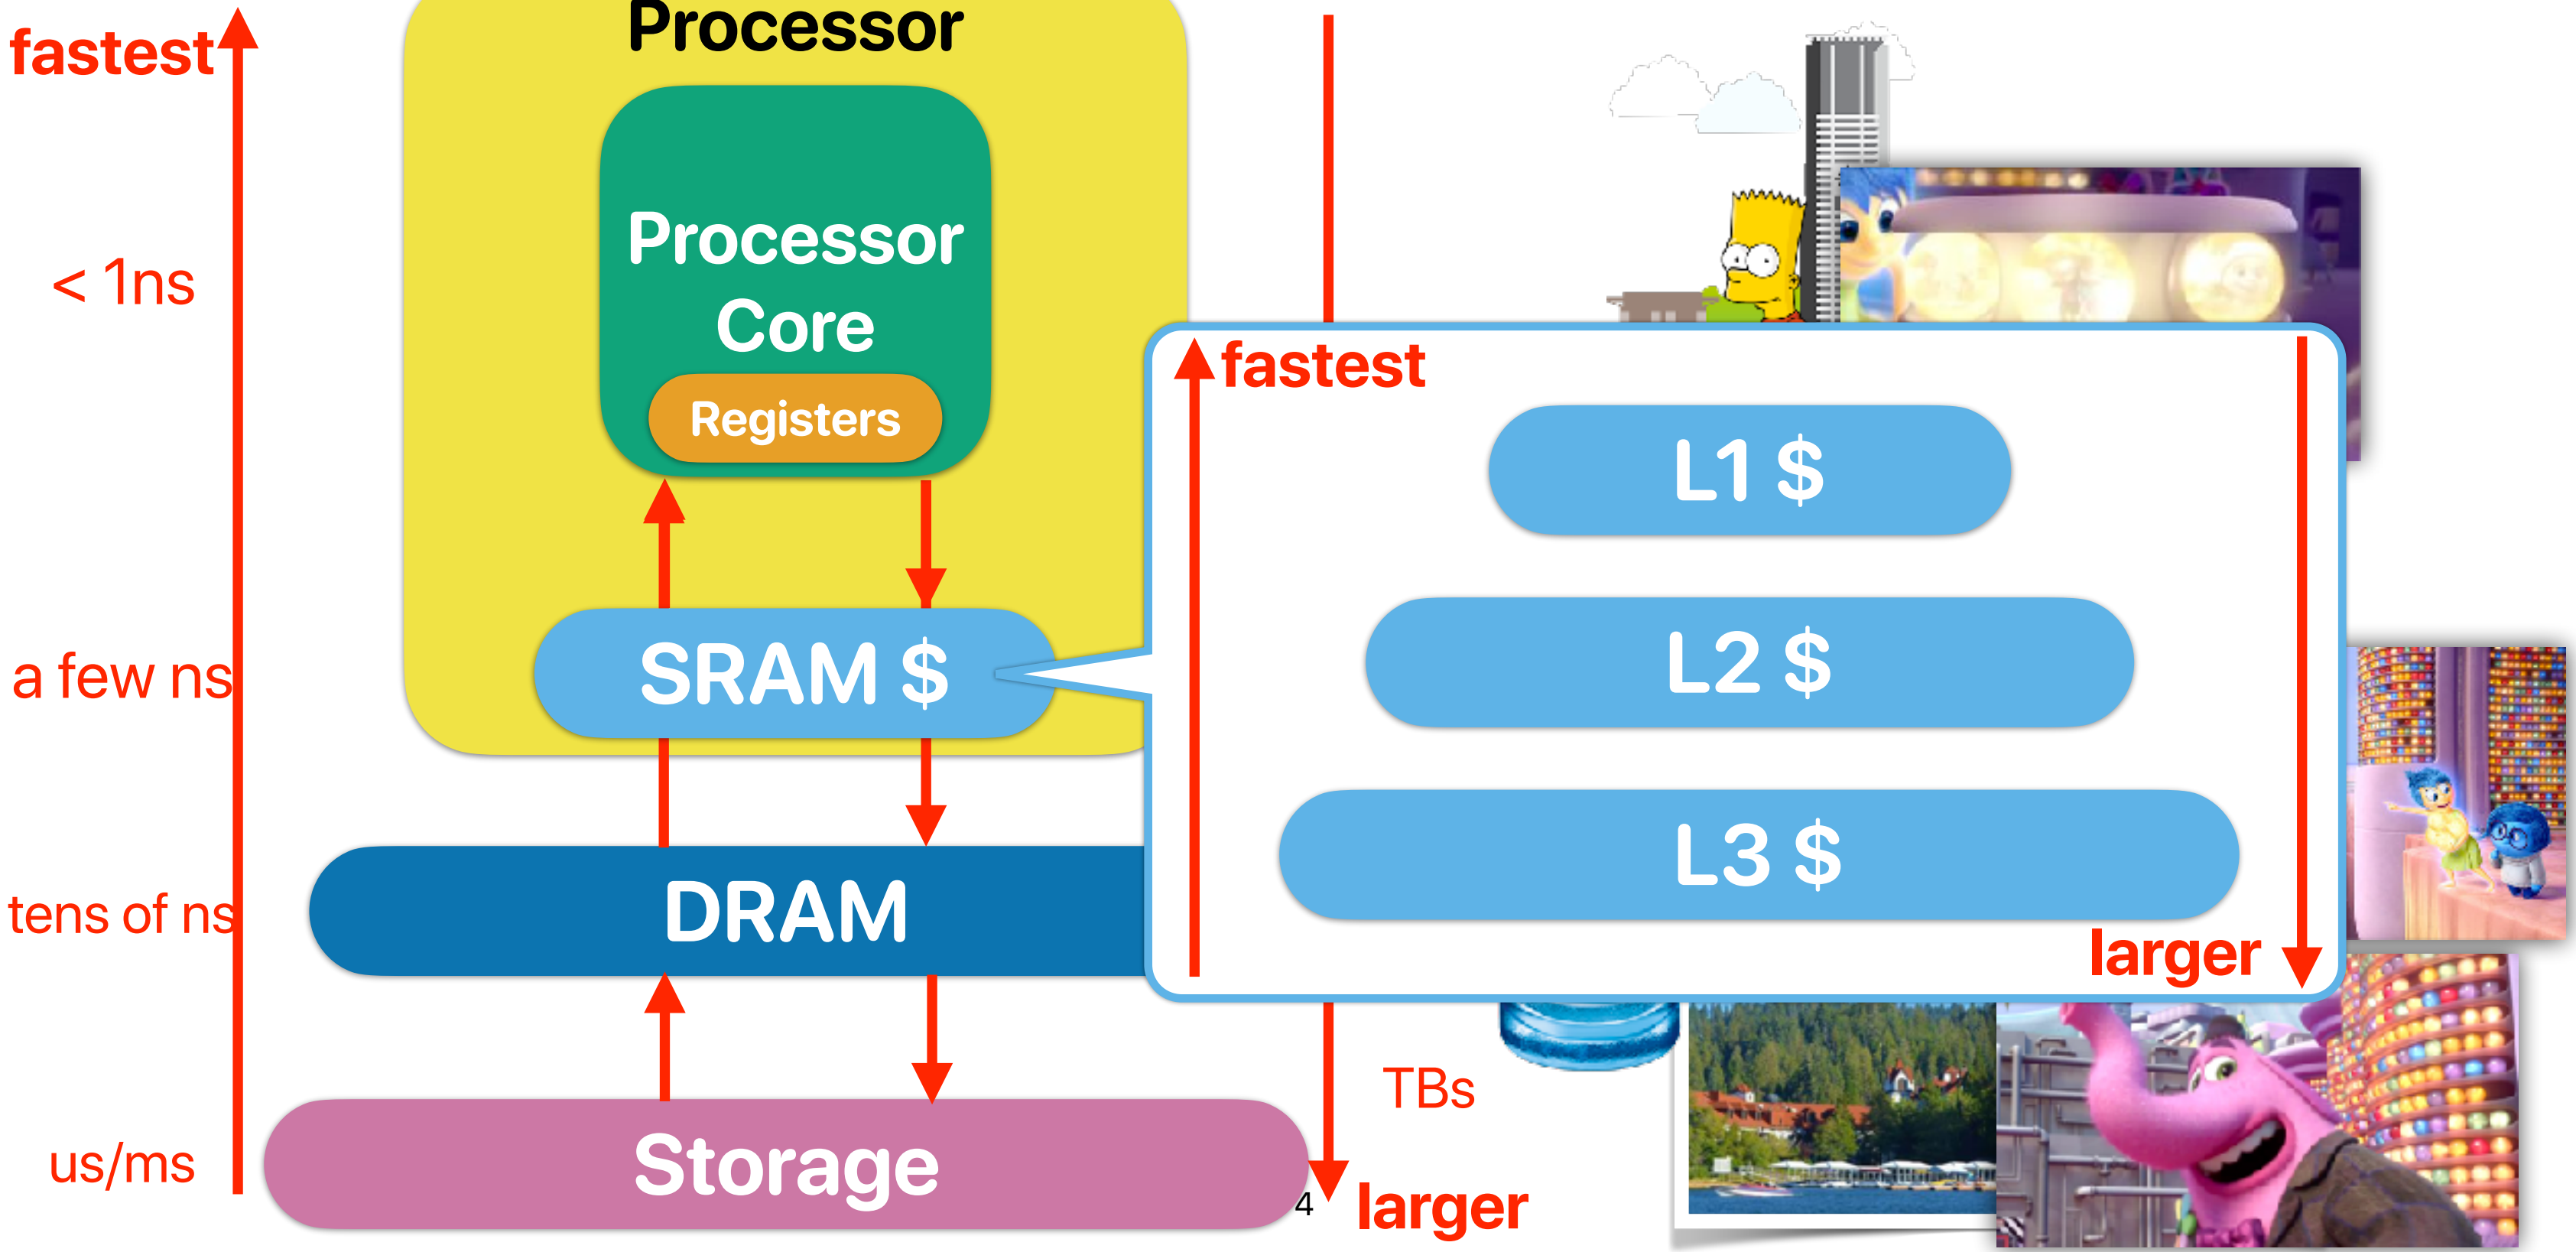 Processor
fastest
< 1ns
Processor
Core
Registers
a few ns
SRAM $
tens of ns
DRAM
us/ms
Storage
fastest
L1 $
L2 $
L3 $
larger
TBs
larger
4